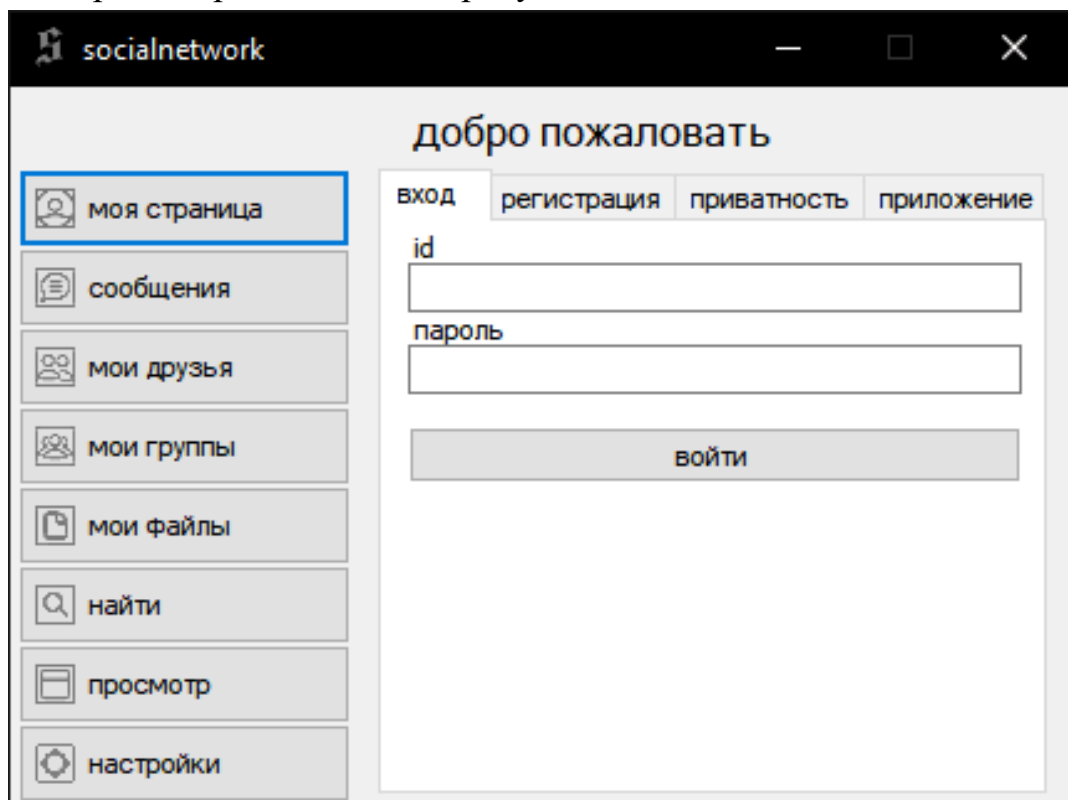 socialnetwork
добро пожаловать
моя страница
сообщения
мои друзья
мои группы
мои файлы
найти
просмотр
настройки
вход регистрация приватность приложение
id
пароль
войти